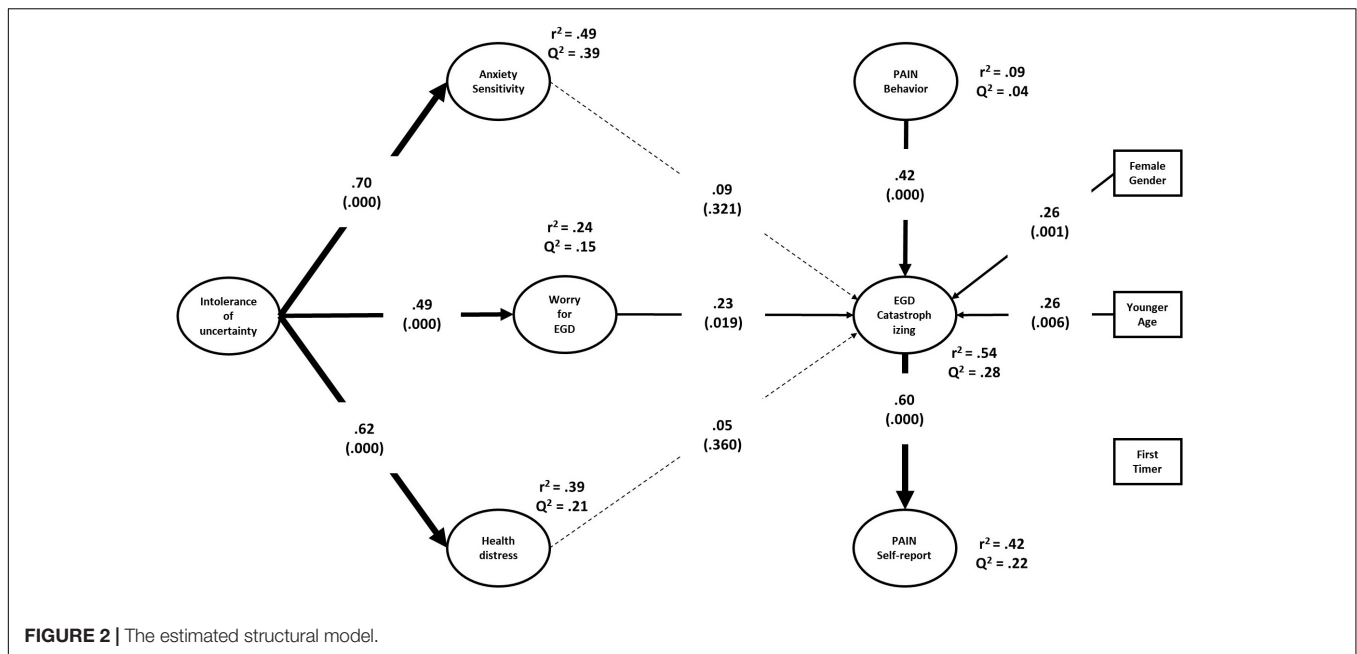 r² = .49
Q² = .39
Anxiety
Sensitivity
PAIN
Behavior
r² = .09
Q² = .04
Female
Gender
.70
(.000)
.09
(.321)
.42
(.000)
.26
(.001)
r² = .24
Q² = .15
Intolerance
of
uncertainty
.49
(.000)
Worry
for
EGD
.23
(.019)
EGD
Catastroph
izing
.26
(.006)
Younger
Age
r² = .54
Q² = .28
.62
(.000)
.05
(.360)
.60
(.000)
First
Timer
r² = .39
Q² = .21
Health
distress
PAIN
Self-report
r² = .42
Q² = .22
FIGURE 2 | The estimated structural model.